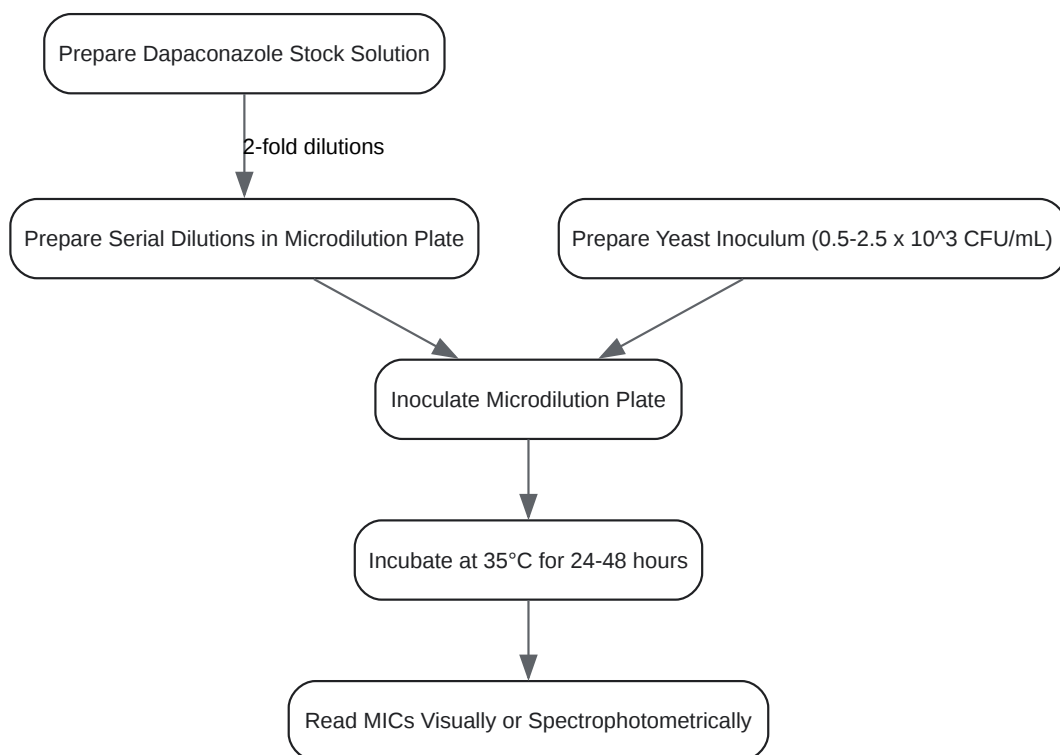 Prepare Dapaconazole Stock Solution
2-fold dilutions
Prepare Serial Dilutions in Microdilution Plate
Prepare Yeast Inoculum (0.5-2.5 x 10^3 CFU/mL)
Inoculate Microdilution Plate
Incubate at 35°C for 24-48 hours
Read MICs Visually or Spectrophotometrically